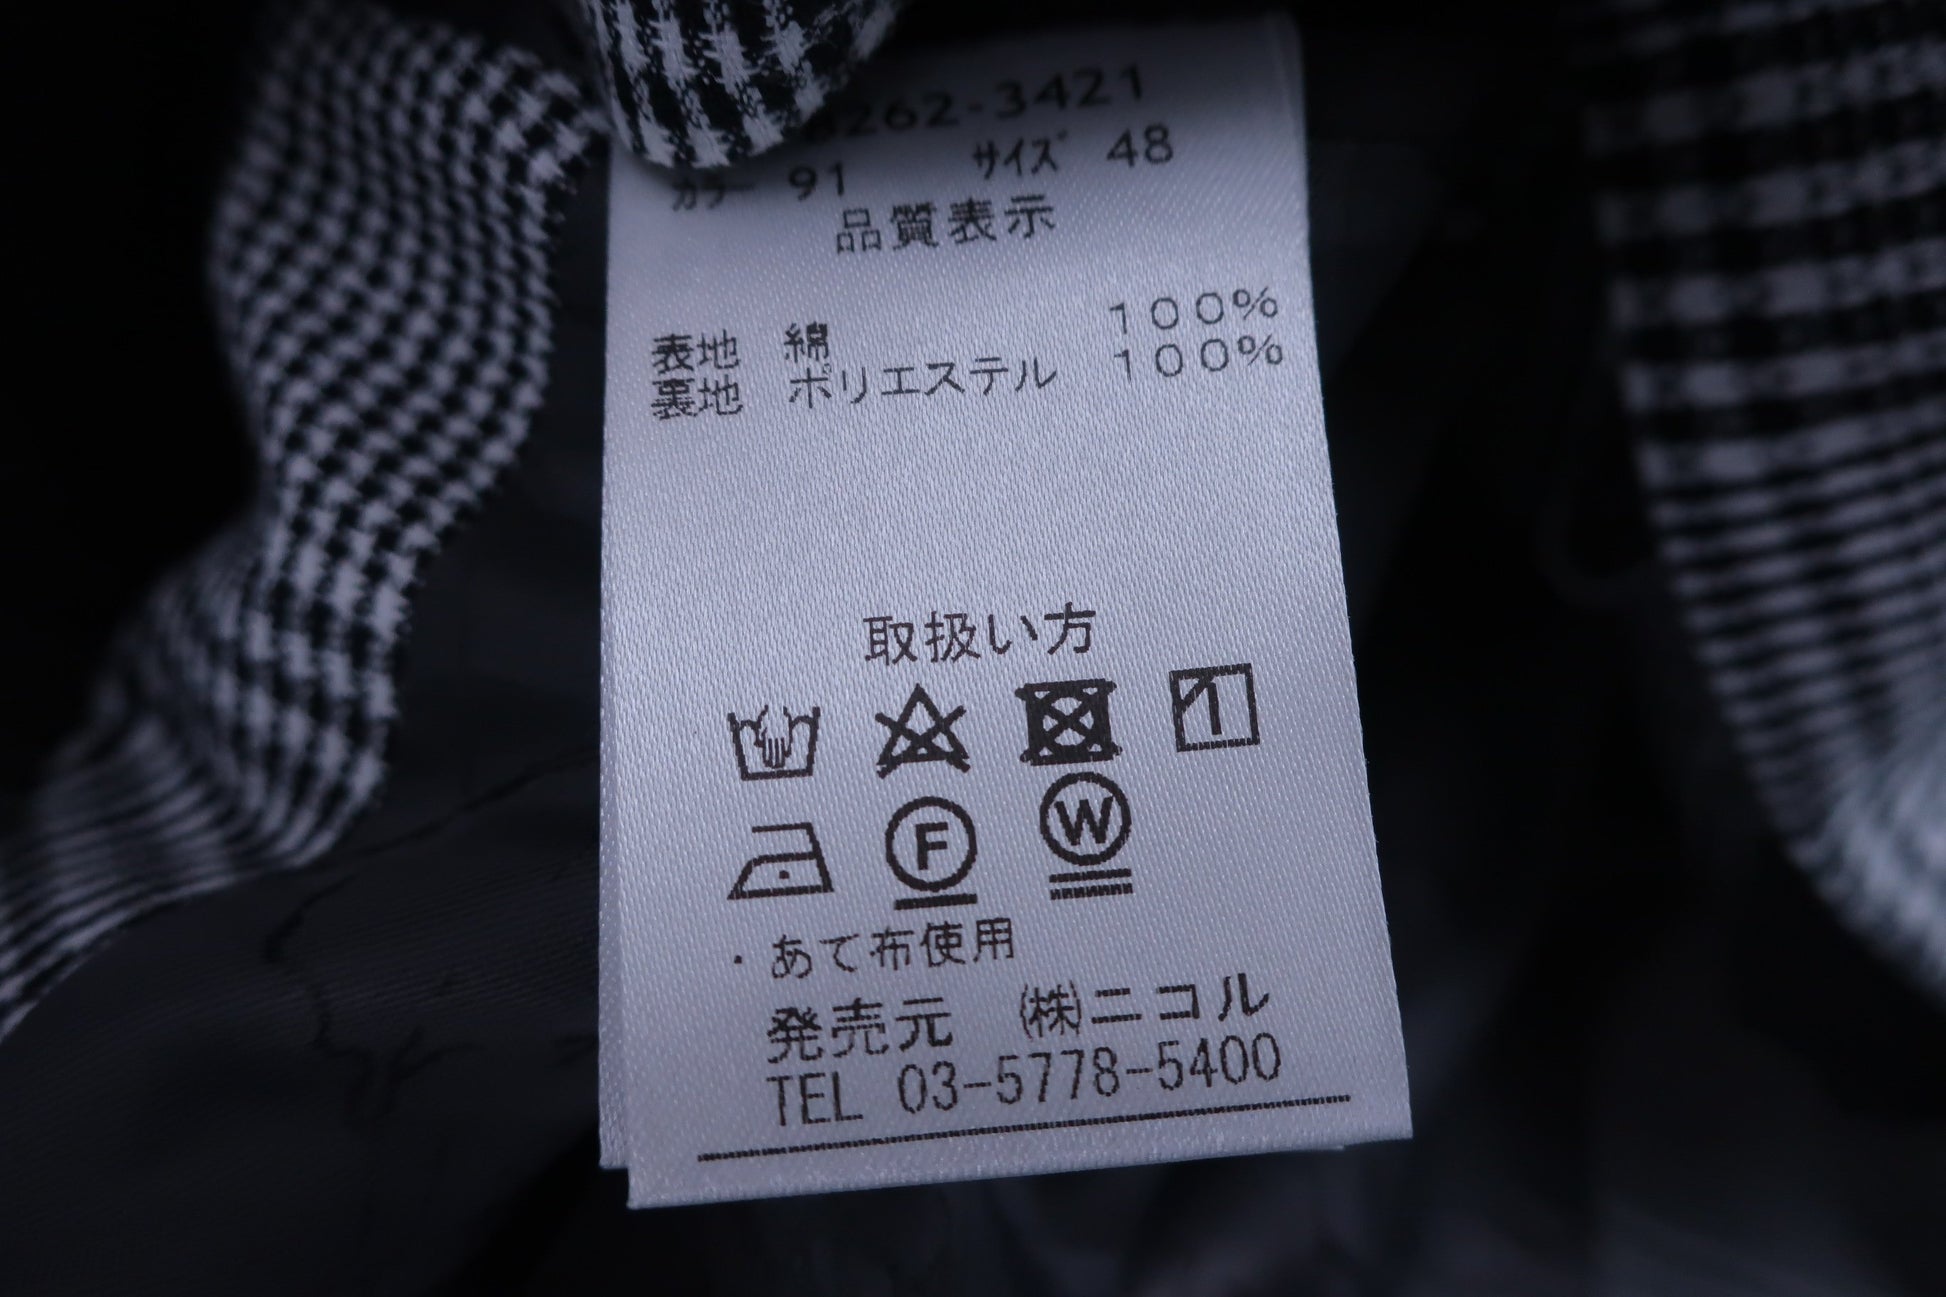 262-3421
カラー 91 サイズ 48
品質表示
表地 綿 100%
裏地 ポリエステル 100%
取扱い方
1
F W
・あて布使用
発売元 ㈱ニコル
TEL 03-5778-5400